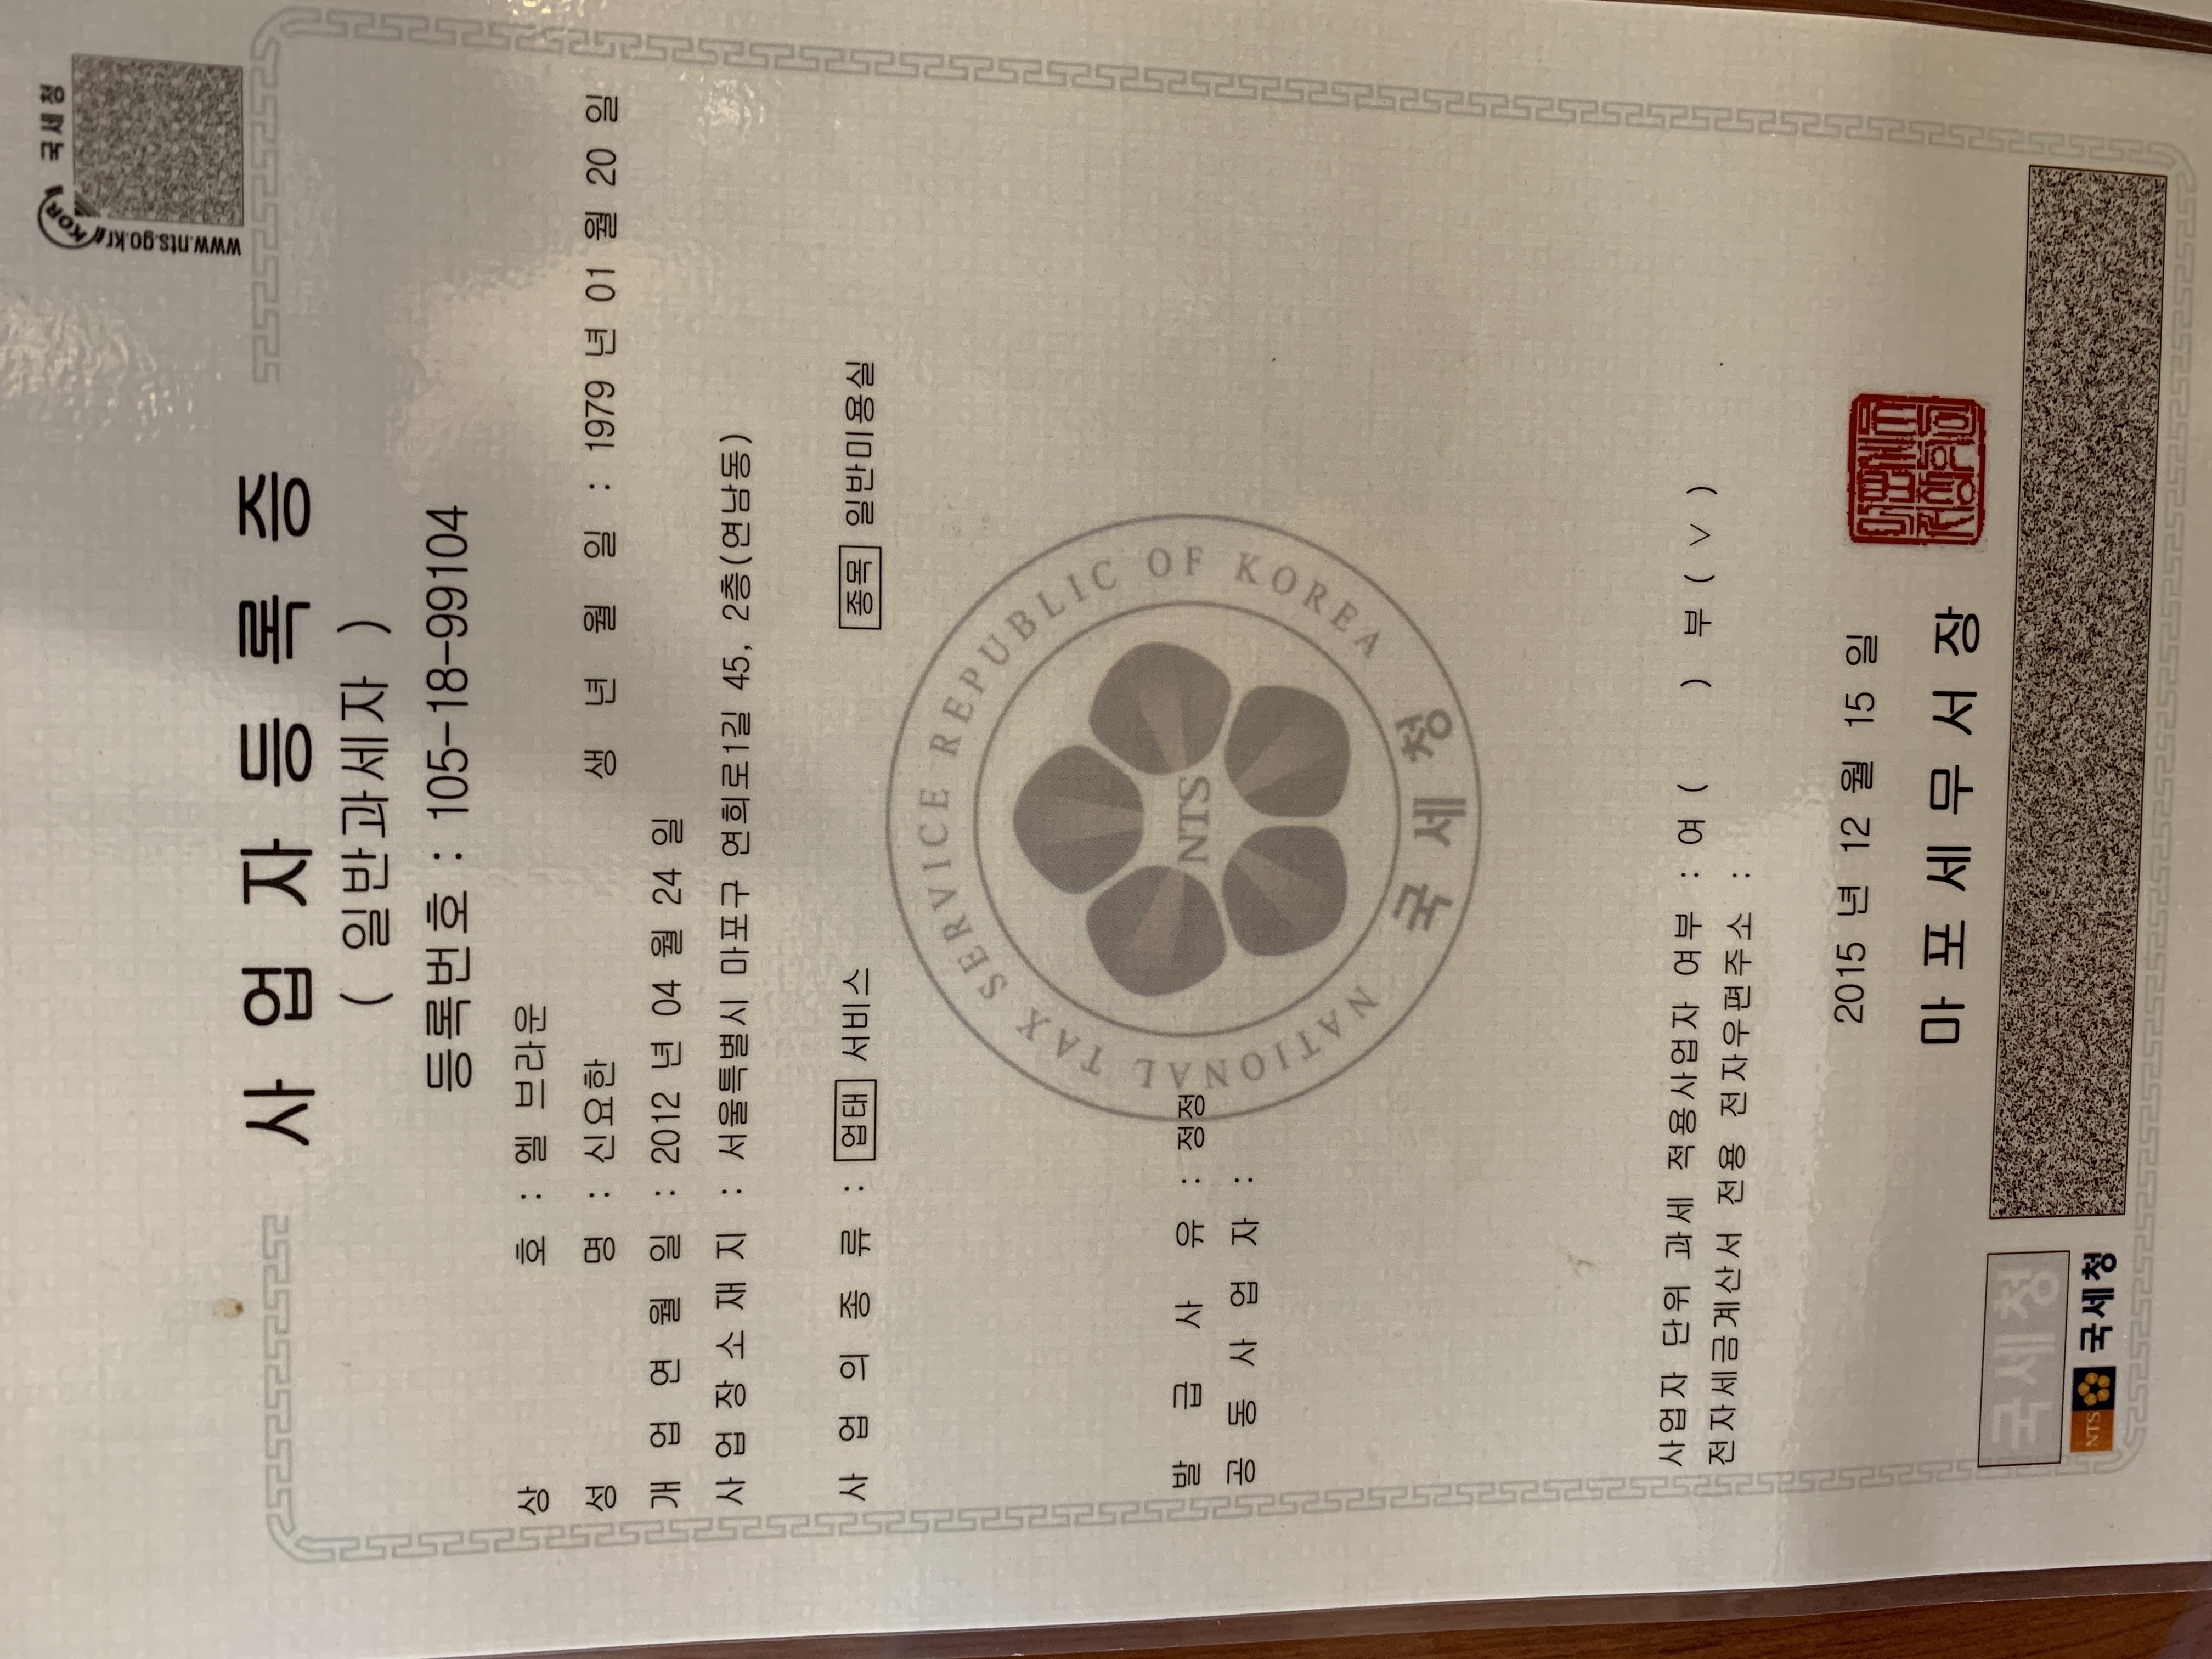 국세청
www.nts.go.kr
KOR
사업자등록증
( 일반과세자 )
등록번호 : 105-18-99104
상 호 : 엘 브라운
성 명 : 신요한 생 년 월 일 : 1979 년 01 월 20 일
개 업 연 월 일 : 2012 년 04 월 24 일
사 업 장 소 재 지 : 서울특별시 마포구 연희로1길 45, 2층(연남동)
사 업 의 종 류 : 업태 서비스 종목 일반미용실
NATIONAL TAX SERVICE REPUBLIC OF KOREA
NTS
국세청
발 급 사 유 : 정정
공 동 사 업 자 :
사업자 단위 과세 적용사업자 여부 : 여 ( ) 부 ( ∨ )
전자세금계산서 전용 전자우편주소 :
2015 년 12 월 15 일
마포세무서장
국세청
NTS 국세청